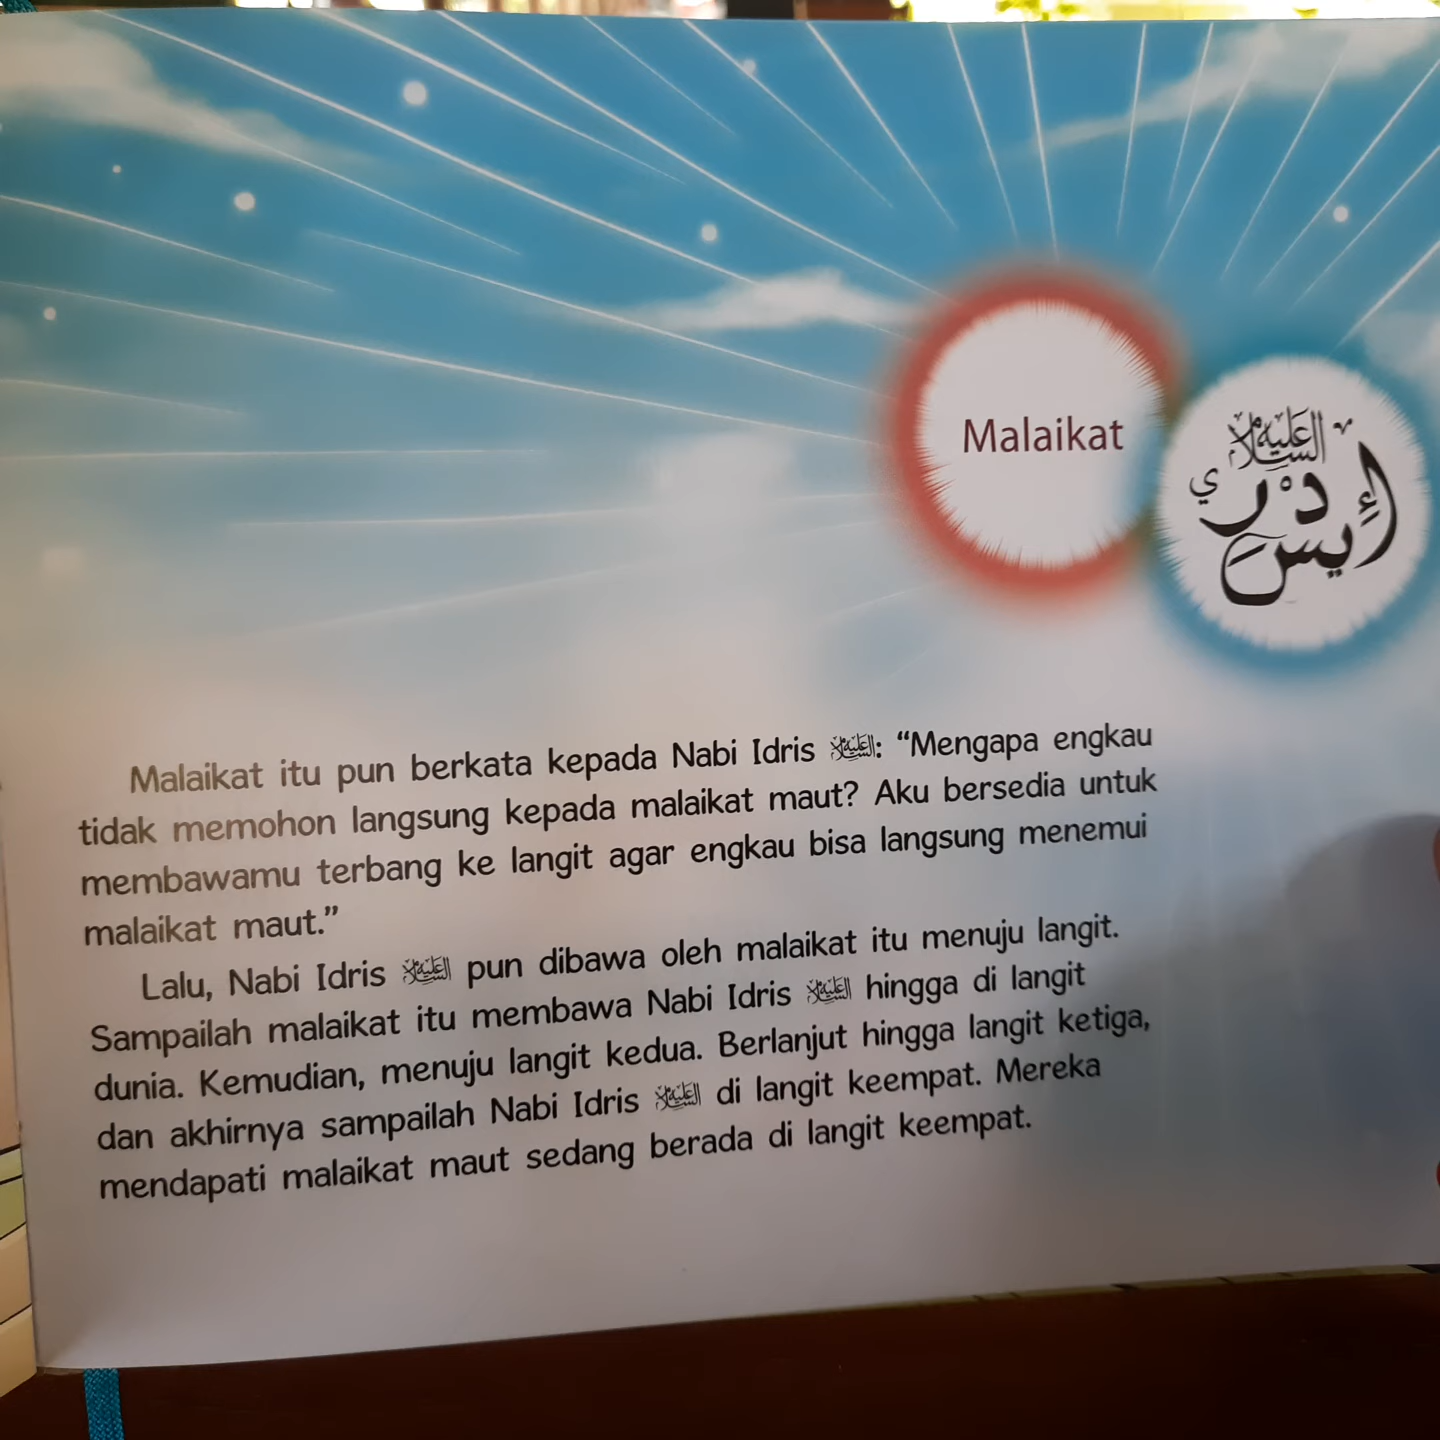 Malaikat
إِدْرِيس
عَلَيْهِ السَّلَام
Malaikat itu pun berkata kepada Nabi Idris عليه السلام: “Mengapa engkau
tidak memohon langsung kepada malaikat maut? Aku bersedia untuk
membawamu terbang ke langit agar engkau bisa langsung menemui
malaikat maut.”
Lalu, Nabi Idris عليه السلام pun dibawa oleh malaikat itu menuju langit.
Sampailah malaikat itu membawa Nabi Idris عليه السلام hingga di langit
dunia. Kemudian, menuju langit kedua. Berlanjut hingga langit ketiga,
dan akhirnya sampailah Nabi Idris عليه السلام di langit keempat. Mereka
mendapati malaikat maut sedang berada di langit keempat.